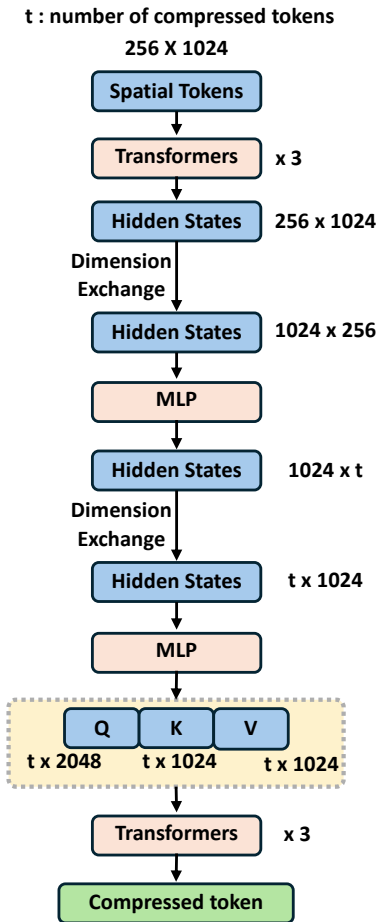 t : number of compressed tokens
256 X 1024
Spatial Tokens
Transformers x 3
Hidden States 256 x 1024
Dimension
Exchange
Hidden States 1024 x 256
MLP
Hidden States 1024 x t
Dimension
Exchange
Hidden States t x 1024
MLP
Q K V
t x 2048 t x 1024 t x 1024
Transformers x 3
Compressed token